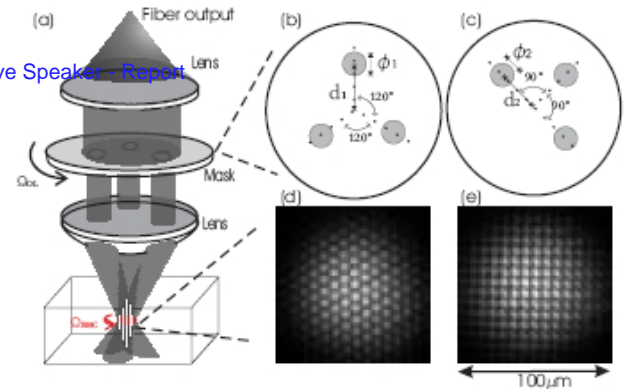 (a)
Fiber output
ve Speaker - Report
Lens
Mask
Lens
(b)
ϕ1
d1
120°
120°
(c)
ϕ2
90°
d2
90°
(d)
(e)
100μm